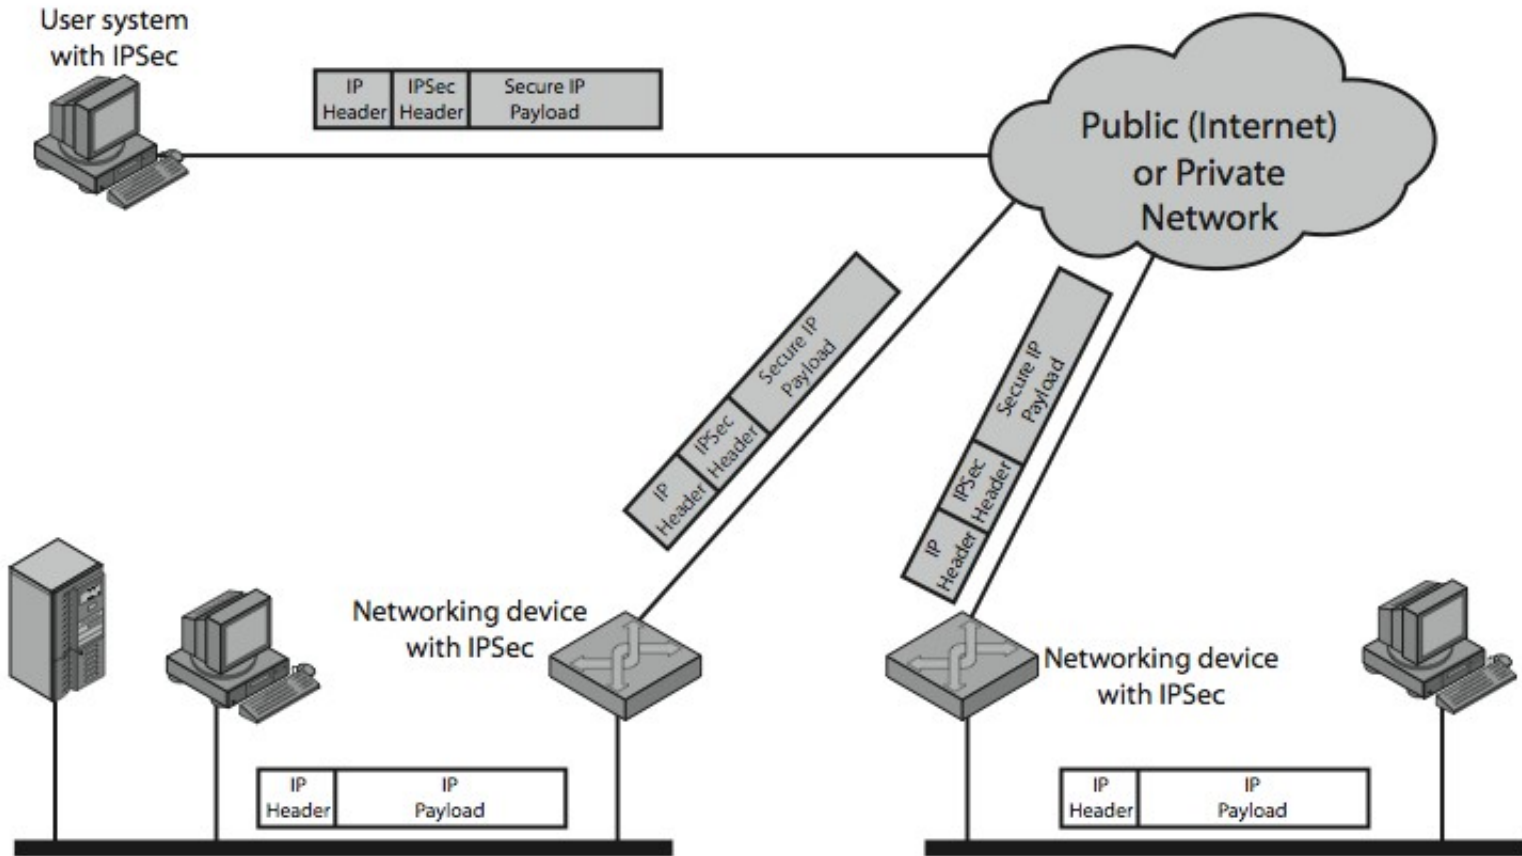 User system
with IPSec
IP
Header
IPSec
Header
Secure IP
Payload
Public (Internet)
or Private
Network
IP
Header
IPSec
Header
Secure IP
Payload
IP
Header
IPSec
Header
Secure IP
Payload
Networking device
with IPSec
Networking device
with IPSec
IP
Header
IP
Payload
IP
Header
IP
Payload